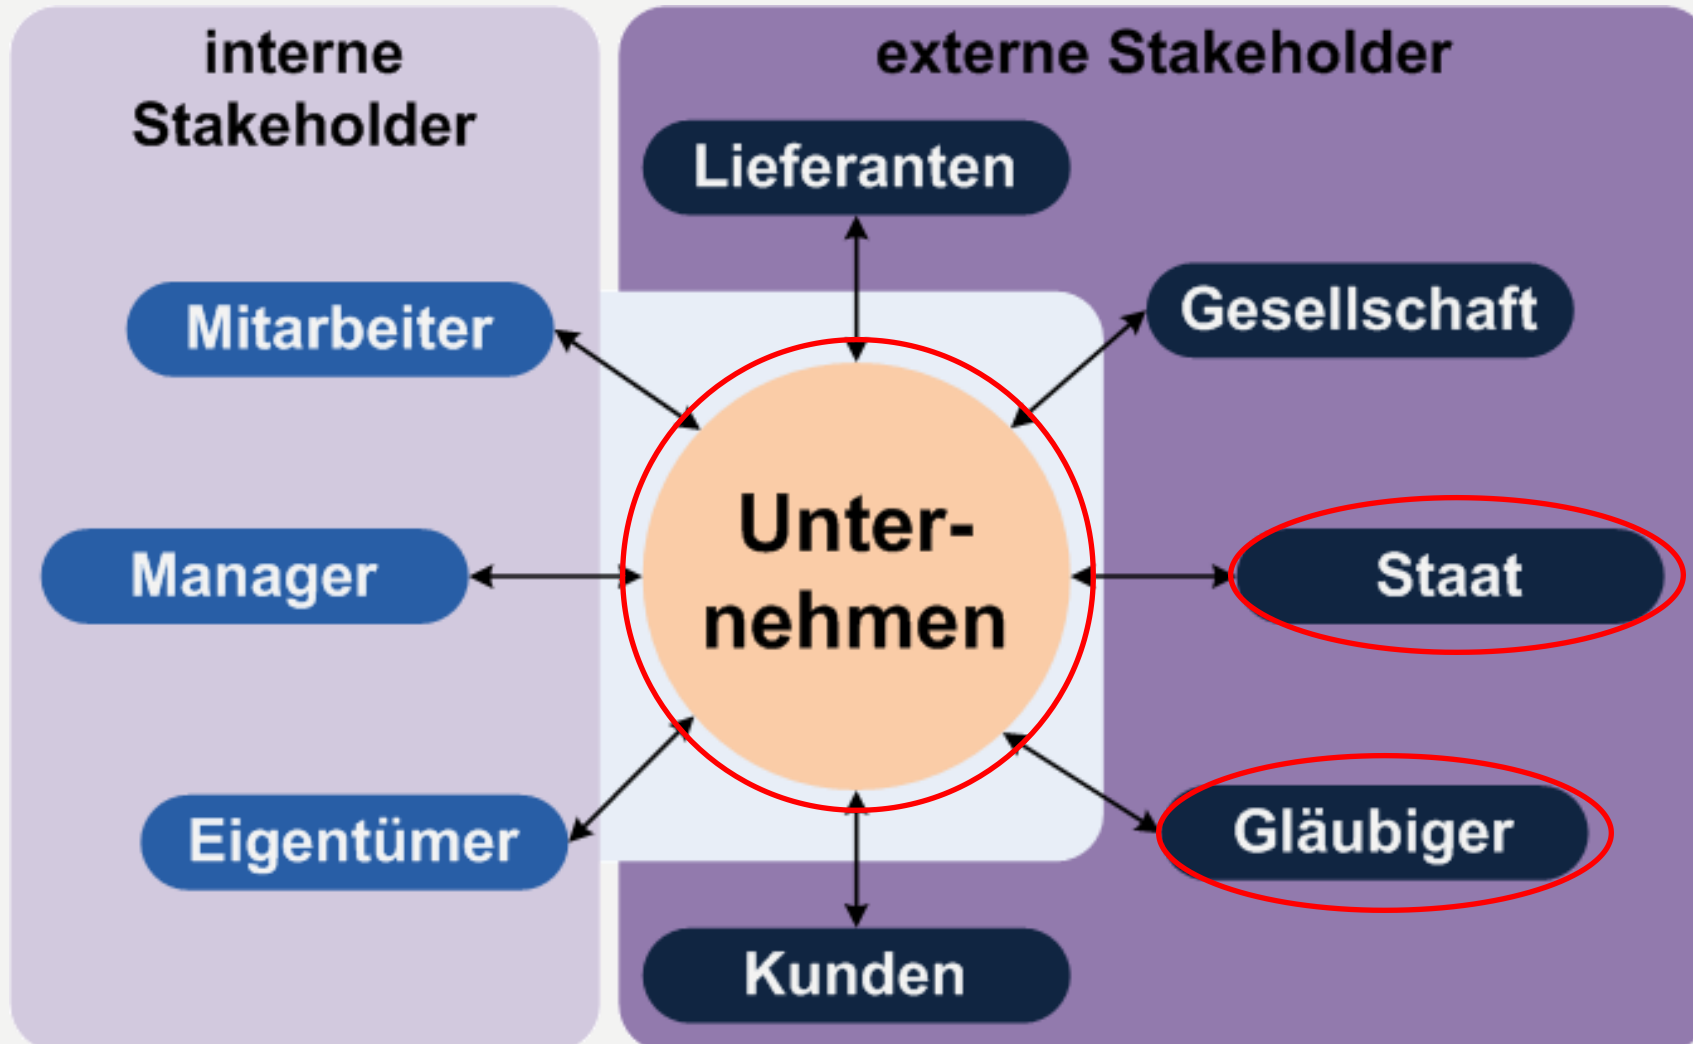 interne
Stakeholder
externe Stakeholder
Lieferanten
Mitarbeiter
Gesellschaft
Unter-
nehmen
Manager
Staat
Eigentümer
Gläubiger
Kunden